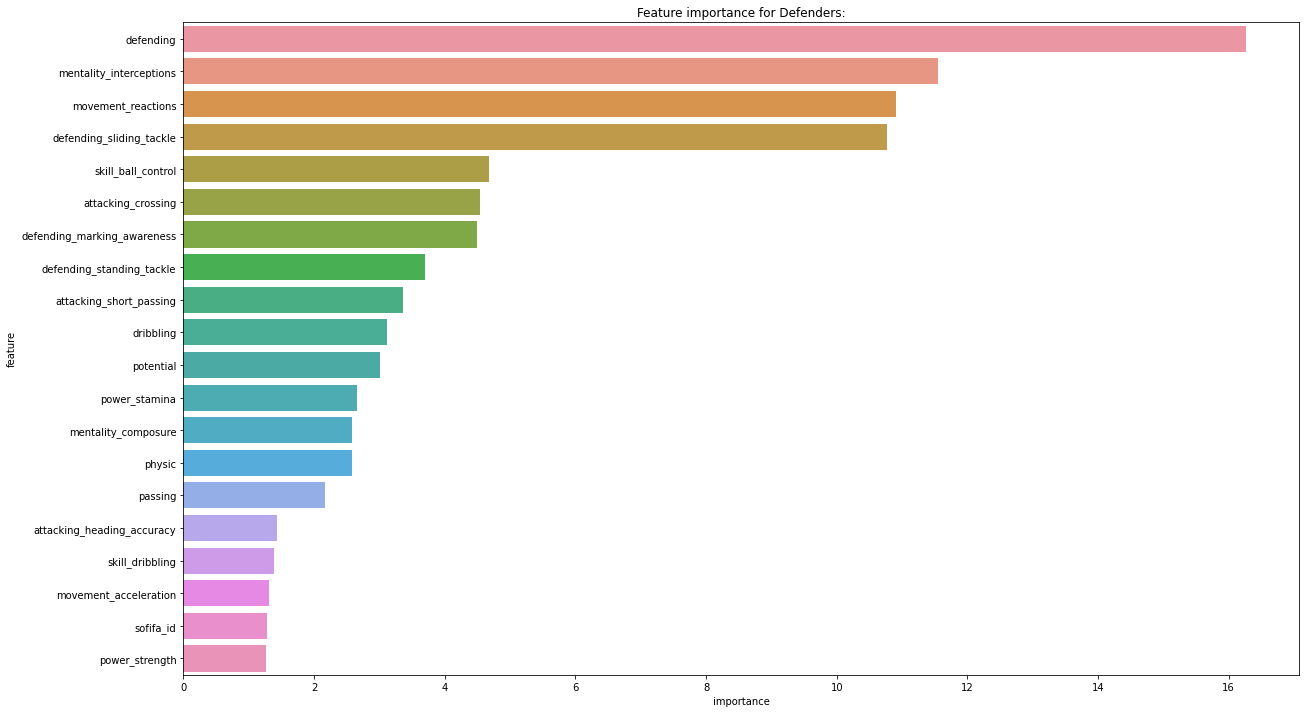 Feature importance for Defenders:
defending
mentality_interceptions
movement_reactions
defending_sliding_tackle
skill_ball_control
attacking_crossing
defending_marking_awareness
defending_standing_tackle
attacking_short_passing
dribbling
potential
power_stamina
mentality_composure
physic
passing
attacking_heading_accuracy
skill_dribbling
movement_acceleration
sofifa_id
power_strength
feature
0 2 4 6 8 10 12 14 16
importance